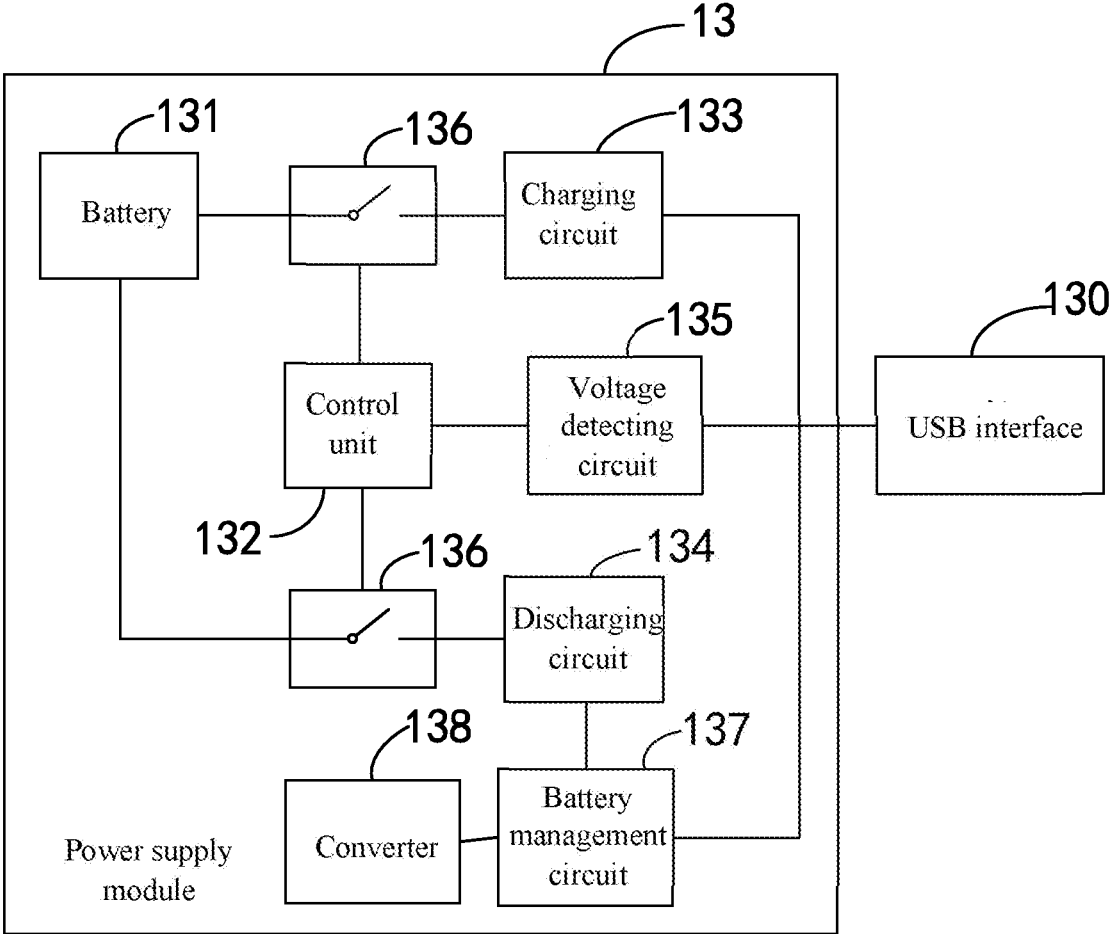 13
131
136
133
Battery
Charging
circuit
135
130
Control
unit
Voltage
detecting
circuit
USB interface
132
136
134
Discharging
circuit
138
137
Converter
Battery
management
circuit
Power supply
module